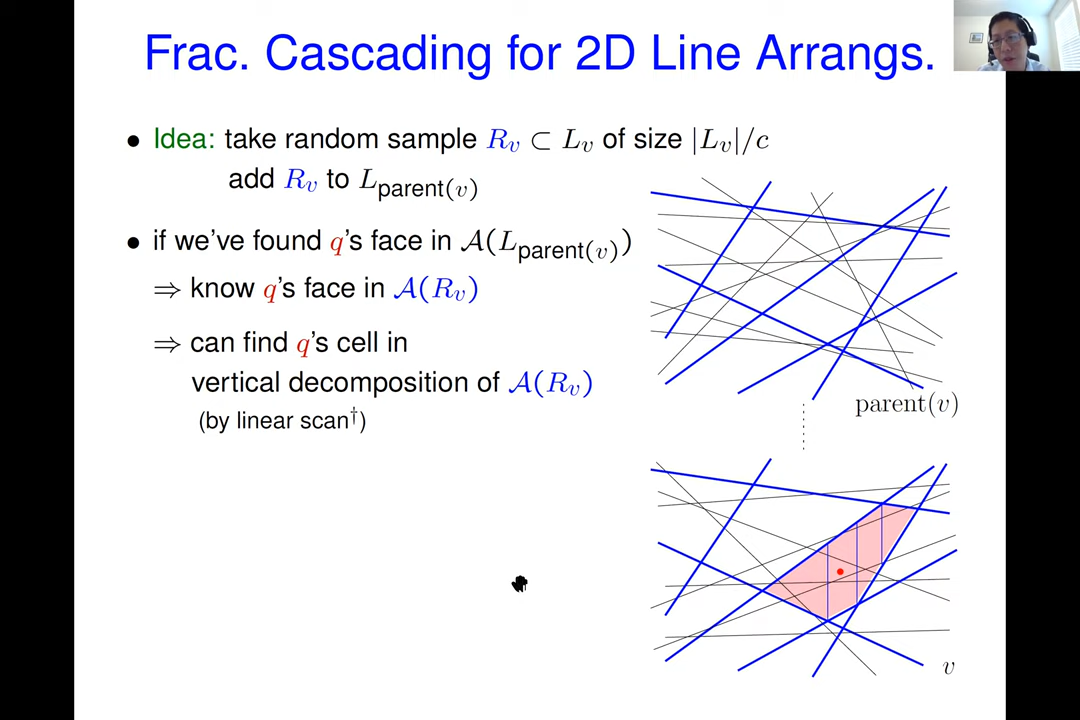 Frac. Cascading for 2D Line Arrangs.
• Idea: take random sample R_v ⊂ L_v of size |L_v|/c
add R_v to L_parent(v)
• if we've found q's face in A(L_parent(v))
⇒ know q's face in A(R_v)
⇒ can find q's cell in
vertical decomposition of A(R_v)
(by linear scan†)
parent(v)
v